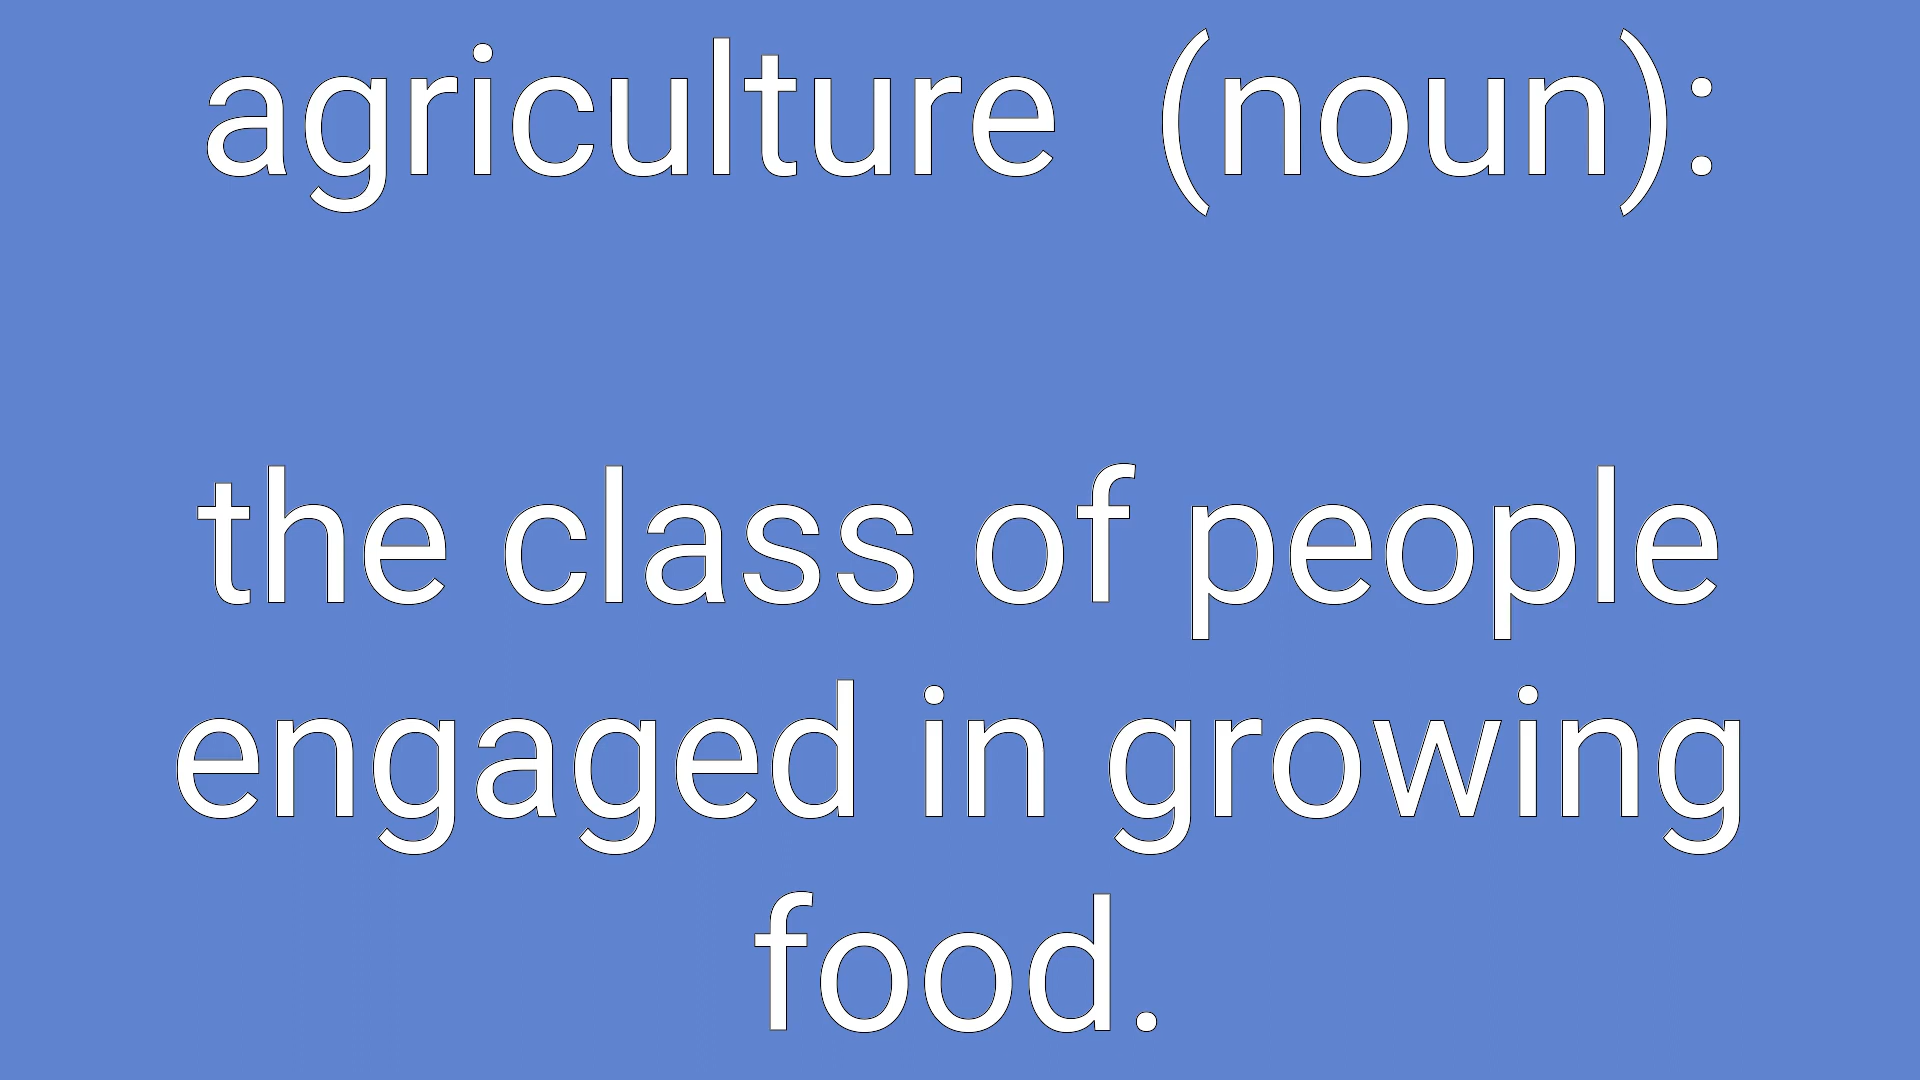 agriculture  (noun):
the class of people
engaged in growing
food.